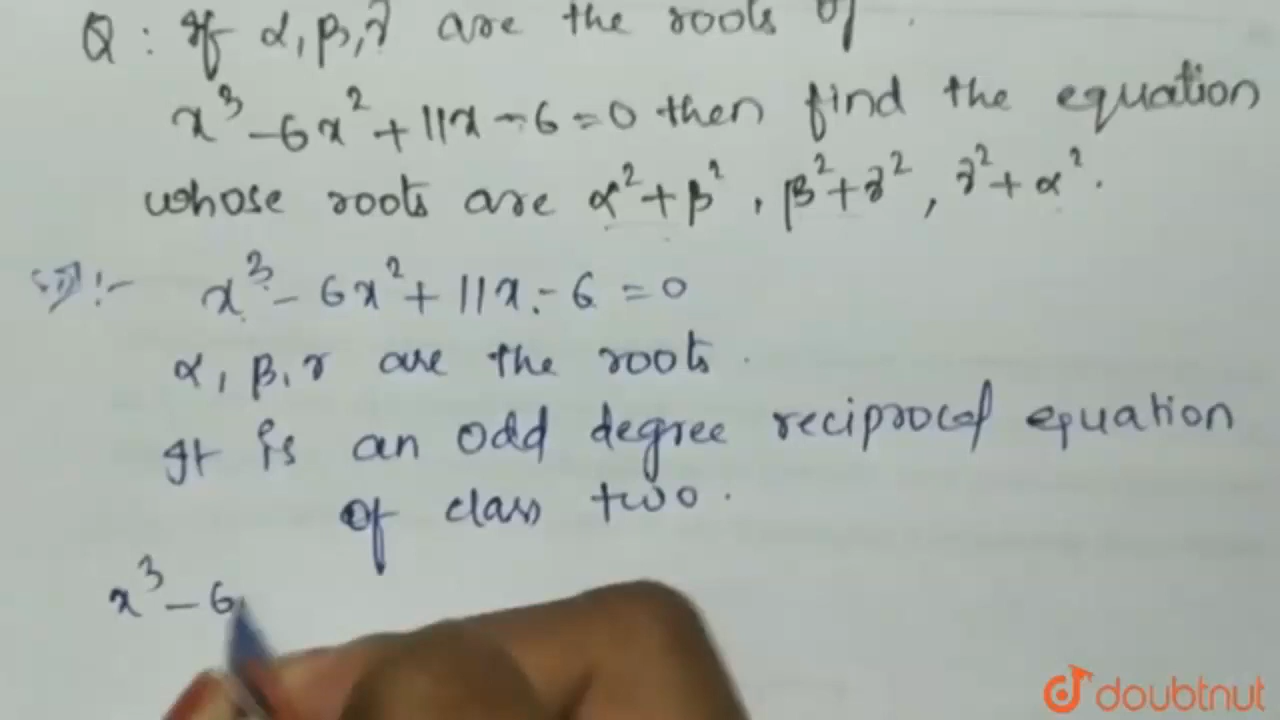 Q : If α, β, γ are the roots of
x³ - 6x² + 11x - 6 = 0 then find the equation
whose roots are α² + β², β² + γ², γ² + α².
Sol :- x³ - 6x² + 11x - 6 = 0
α, β, γ are the roots.
It is an odd degree reciprocal equation
of class two.
x³ - 6
doubtnut